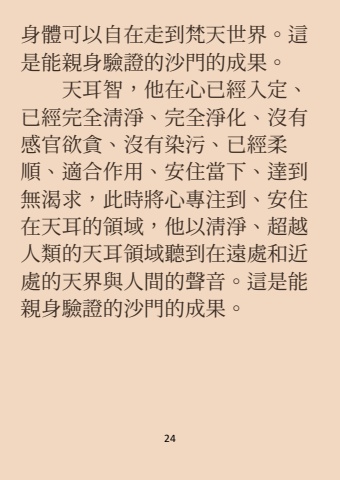 身體可以自在走到梵天世界。這
是能親身驗證的沙門的成果。
天耳智，他在心已經入定、
已經完全淸淨、完全淨化、沒有
感官欲貪、沒有染污、已經柔
順、適合作用、安住當下、達到
無渴求，此時將心專注到、安住
在天耳的領域，他以淸淨、超越
人類的天耳領域聽到在遠處和近
處的天界與人間的聲音。這是能
親身驗證的沙門的成果。
24